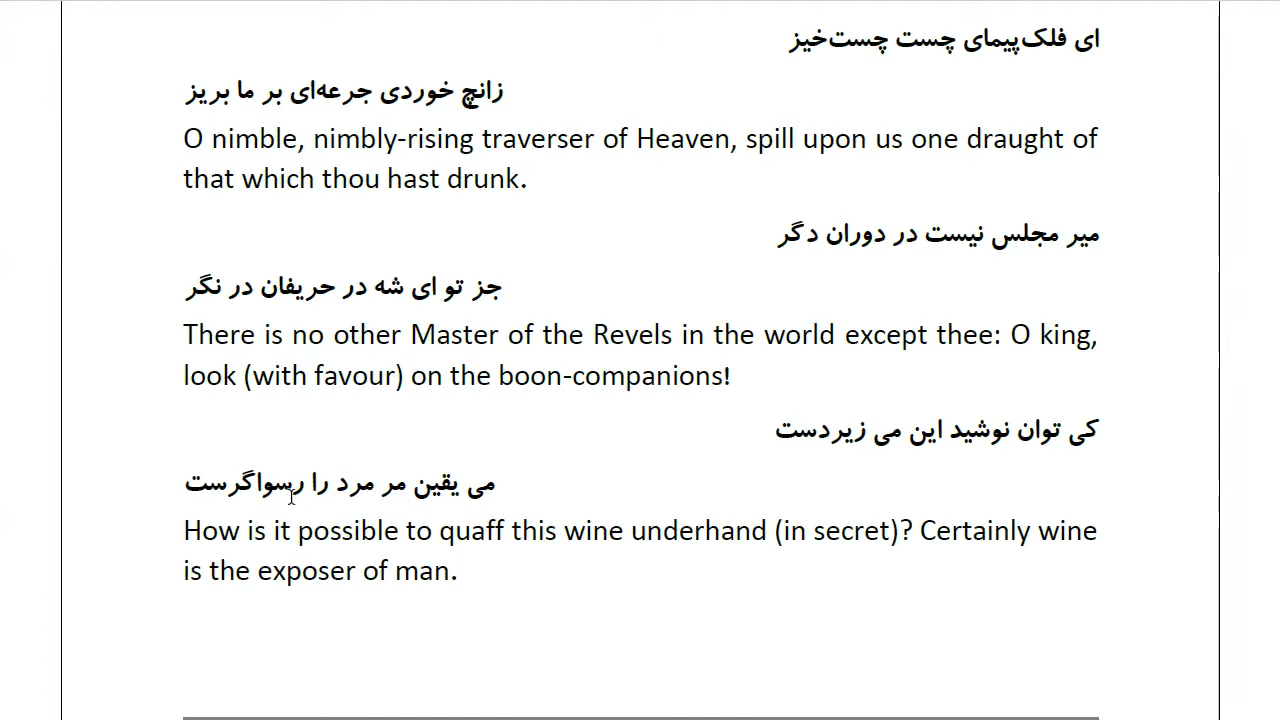 ای فلک‌پیمای چست چست‌خیز
زانچ خوردی جرعه‌ای بر ما بریز
O nimble, nimbly-rising traverser of Heaven, spill upon us one draught of
that which thou hast drunk.
میر مجلس نیست در دوران دگر
جز تو ای شه در حریفان در نگر
There is no other Master of the Revels in the world except thee: O king,
look (with favour) on the boon-companions!
کی توان نوشید این می زیردست
می یقین مر مرد را رسواگرست
How is it possible to quaff this wine underhand (in secret)? Certainly wine
is the exposer of man.